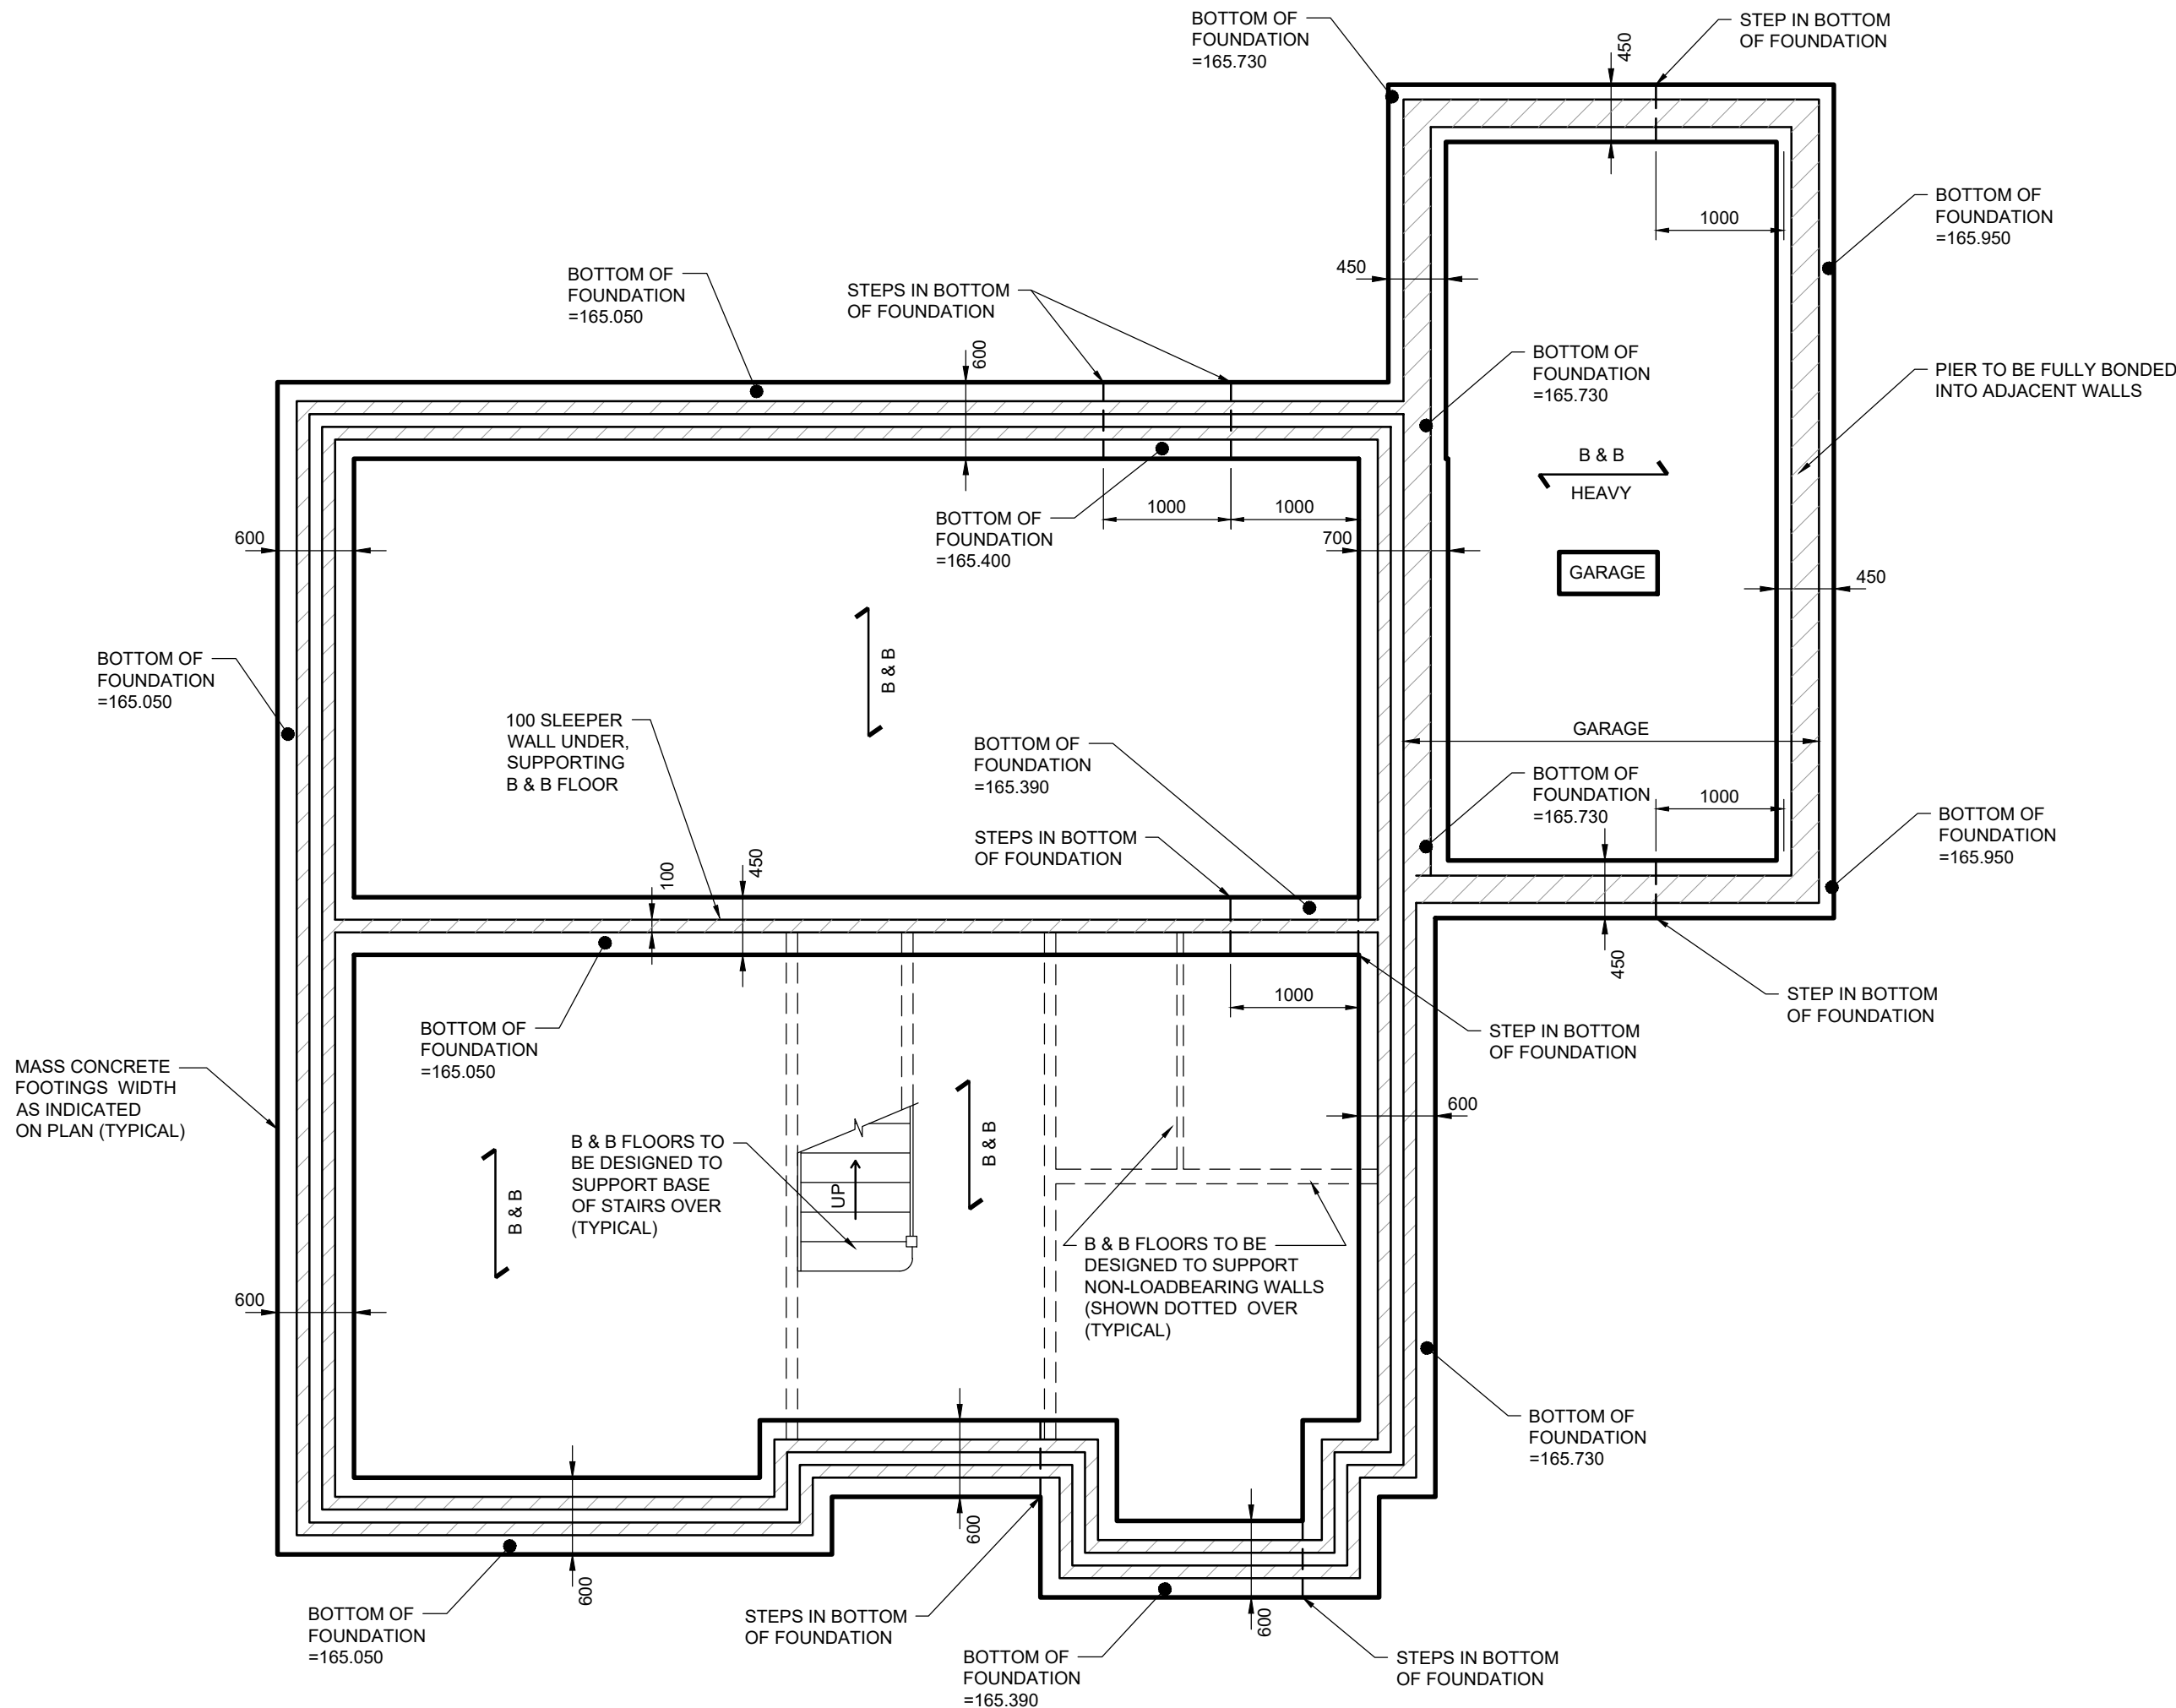 BOTTOM OF
FOUNDATION
=165.730
STEP IN BOTTOM
OF FOUNDATION
450
BOTTOM OF
FOUNDATION
=165.950
1000
BOTTOM OF
FOUNDATION
=165.050
STEPS IN BOTTOM
OF FOUNDATION
450
600
BOTTOM OF
FOUNDATION
=165.730
PIER TO BE FULLY BONDED
INTO ADJACENT WALLS
B & B
HEAVY
1000
1000
BOTTOM OF
FOUNDATION
=165.400
600
700
GARAGE
450
B & B
BOTTOM OF
FOUNDATION
=165.050
100 SLEEPER
WALL UNDER,
SUPPORTING
B & B FLOOR
BOTTOM OF
FOUNDATION
=165.390
GARAGE
BOTTOM OF
FOUNDATION
=165.730
1000
BOTTOM OF
FOUNDATION
=165.950
STEPS IN BOTTOM
OF FOUNDATION
100
450
450
1000
STEP IN BOTTOM
OF FOUNDATION
STEP IN BOTTOM
OF FOUNDATION
BOTTOM OF
FOUNDATION
=165.050
MASS CONCRETE
FOOTINGS  WIDTH
AS INDICATED
ON PLAN (TYPICAL)
600
B & B FLOORS TO
BE DESIGNED TO
SUPPORT BASE
OF STAIRS OVER
(TYPICAL)
UP
B & B
B & B
B & B FLOORS TO BE
DESIGNED TO SUPPORT
NON-LOADBEARING WALLS
(SHOWN DOTTED  OVER
(TYPICAL)
600
BOTTOM OF
FOUNDATION
=165.730
600
600
600
BOTTOM OF
FOUNDATION
=165.050
STEPS IN BOTTOM
OF FOUNDATION
BOTTOM OF
FOUNDATION
=165.390
STEPS IN BOTTOM
OF FOUNDATION